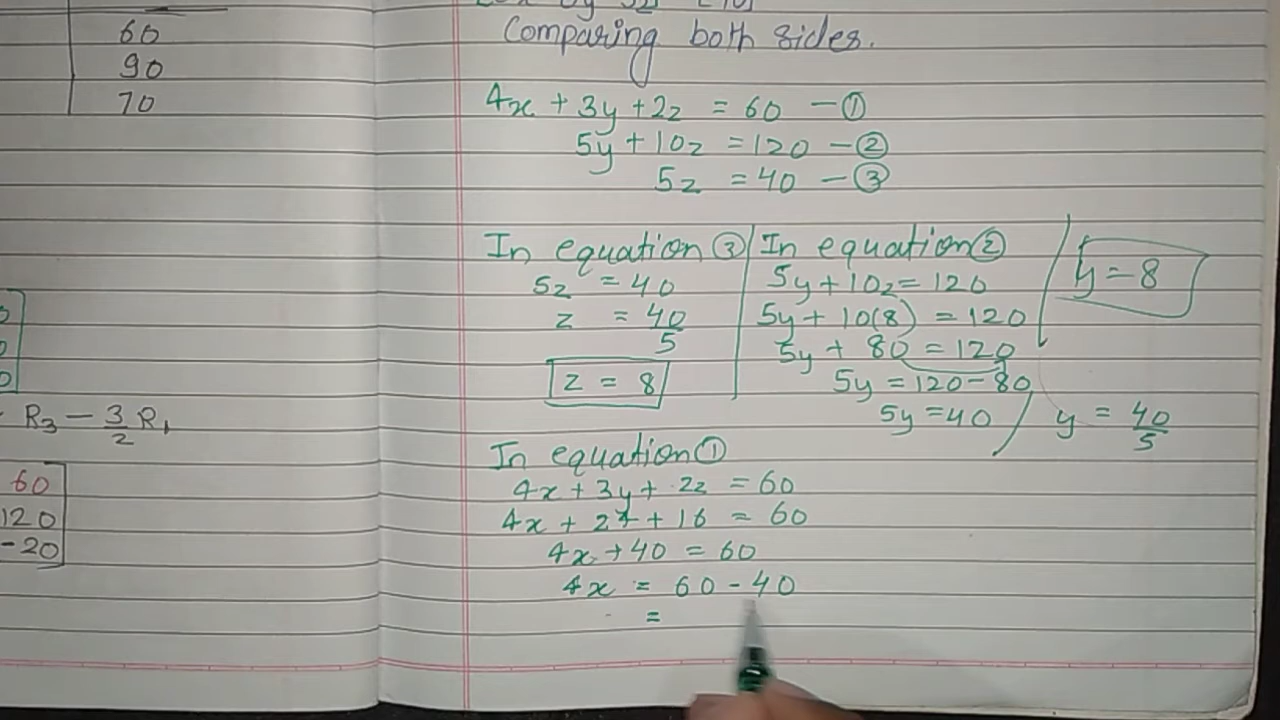 60
90
70
R3 - 3/2 R1
60
120
-20
Comparing both sides.
4x + 3y + 2z = 60 - ①
5y + 10z = 120 - ②
5z = 40 - ③
In equation ③
5z = 40
z = 40/5
z = 8
In equation ②
5y + 10z = 120
5y + 10(8) = 120
5y + 80 = 120
5y = 120 - 80
5y = 40
y = 40/5
y = 8
In equation ①
4x + 3y + 2z = 60
4x + 24 + 16 = 60
4x + 40 = 60
4x = 60 - 40
=